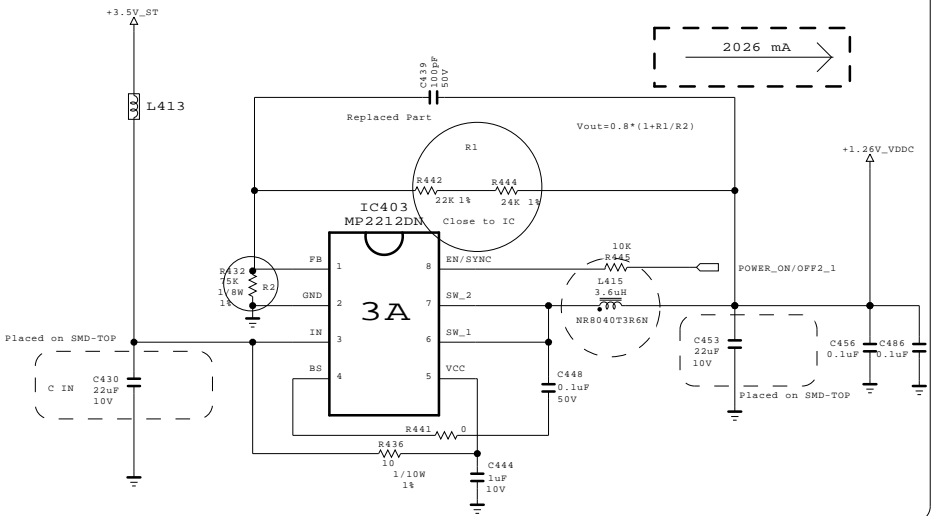 +3.5V_ST
L413
C439
100pF
50V
Replaced Part
2026 mA
Vout=0.8*(1+R1/R2)
R1
R442
22K 1%
R444
24K 1%
Close to IC
+1.26V_VDDC
IC403
MP2212DN
3A
FB
1
GND
2
IN
3
BS
4
EN/SYNC
8
SW_2
7
SW_1
6
VCC
5
R432
75K
1/8W
1%
R2
10K
R445
POWER_ON/OFF2_1
L415
3.6uH
NR8040T3R6N
Placed on SMD-TOP
C IN
C430
22uF
10V
C453
22uF
10V
Placed on SMD-TOP
C456
0.1uF
C486
0.1uF
C448
0.1uF
50V
R441
0
R436
10
1/10W
1%
C444
1uF
10V